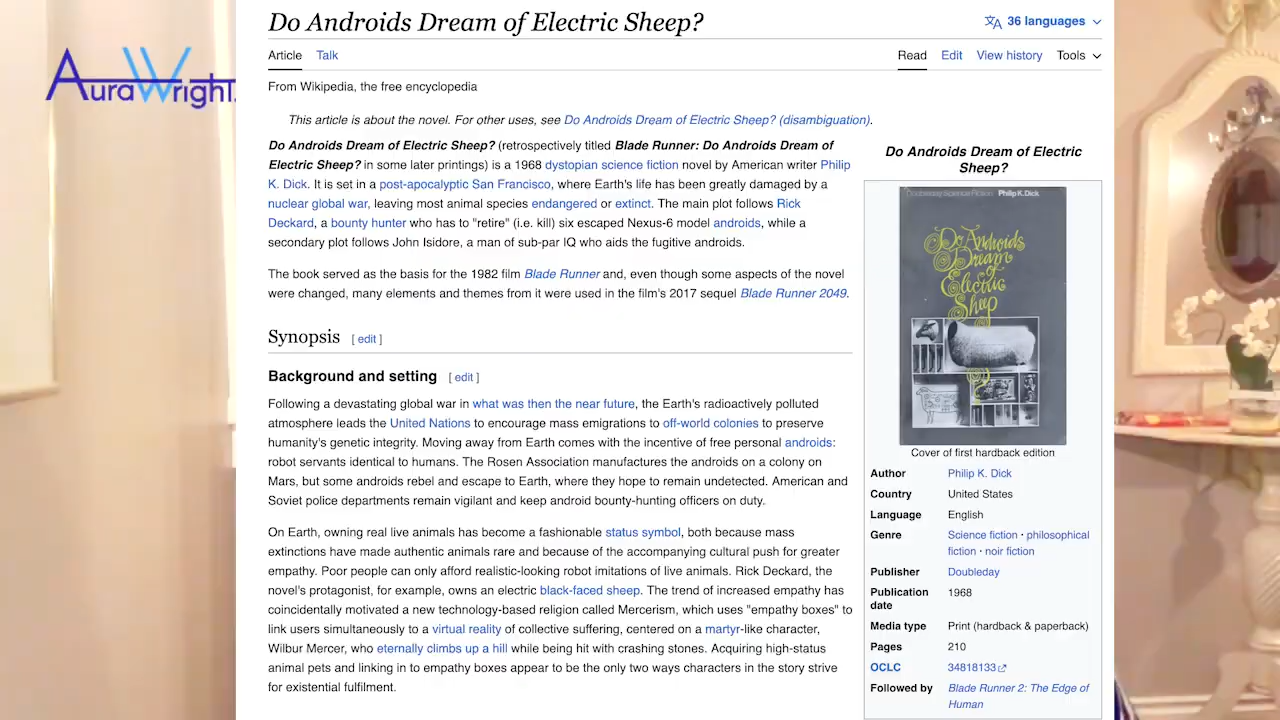 AuraWright.
Do Androids Dream of Electric Sheep?
36 languages
Article Talk
Read Edit View history Tools
From Wikipedia, the free encyclopedia
This article is about the novel. For other uses, see Do Androids Dream of Electric Sheep? (disambiguation).
Do Androids Dream of Electric Sheep? (retrospectively titled Blade Runner: Do Androids Dream of
Electric Sheep? in some later printings) is a 1968 dystopian science fiction novel by American writer Philip
K. Dick. It is set in a post-apocalyptic San Francisco, where Earth's life has been greatly damaged by a
nuclear global war, leaving most animal species endangered or extinct. The main plot follows Rick
Deckard, a bounty hunter who has to "retire" (i.e. kill) six escaped Nexus-6 model androids, while a
secondary plot follows John Isidore, a man of sub-par IQ who aids the fugitive androids.
The book served as the basis for the 1982 film Blade Runner and, even though some aspects of the novel
were changed, many elements and themes from it were used in the film's 2017 sequel Blade Runner 2049.
Synopsis [ edit ]
Background and setting [ edit ]
Following a devastating global war in what was then the near future, the Earth's radioactively polluted
atmosphere leads the United Nations to encourage mass emigrations to off-world colonies to preserve
humanity's genetic integrity. Moving away from Earth comes with the incentive of free personal androids:
robot servants identical to humans. The Rosen Association manufactures the androids on a colony on
Mars, but some androids rebel and escape to Earth, where they hope to remain undetected. American and
Soviet police departments remain vigilant and keep android bounty-hunting officers on duty.
On Earth, owning real live animals has become a fashionable status symbol, both because mass
extinctions have made authentic animals rare and because of the accompanying cultural push for greater
empathy. Poor people can only afford realistic-looking robot imitations of live animals. Rick Deckard, the
novel's protagonist, for example, owns an electric black-faced sheep. The trend of increased empathy has
coincidentally motivated a new technology-based religion called Mercerism, which uses "empathy boxes" to
link users simultaneously to a virtual reality of collective suffering, centered on a martyr-like character,
Wilbur Mercer, who eternally climbs up a hill while being hit with crashing stones. Acquiring high-status
animal pets and linking in to empathy boxes appear to be the only two ways characters in the story strive
for existential fulfilment.
Do Androids Dream of Electric
Sheep?
Science Fiction Philip K. Dick
Do Androids
Dream
of
Electric
Sheep
Cover of first hardback edition
Author Philip K. Dick
Country United States
Language English
Genre Science fiction · philosophical
fiction · noir fiction
Publisher Doubleday
Publication
date 1968
Media type Print (hardback & paperback)
Pages 210
OCLC 34818133
Followed by Blade Runner 2: The Edge of
Human